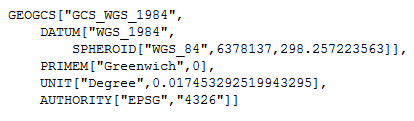 GEOGCS["GCS_WGS_1984",
DATUM["WGS_1984",
SPHEROID["WGS_84",6378137,298.257223563]],
PRIMEM["Greenwich",0],
UNIT["Degree",0.017453292519943295],
AUTHORITY["EPSG","4326"]]